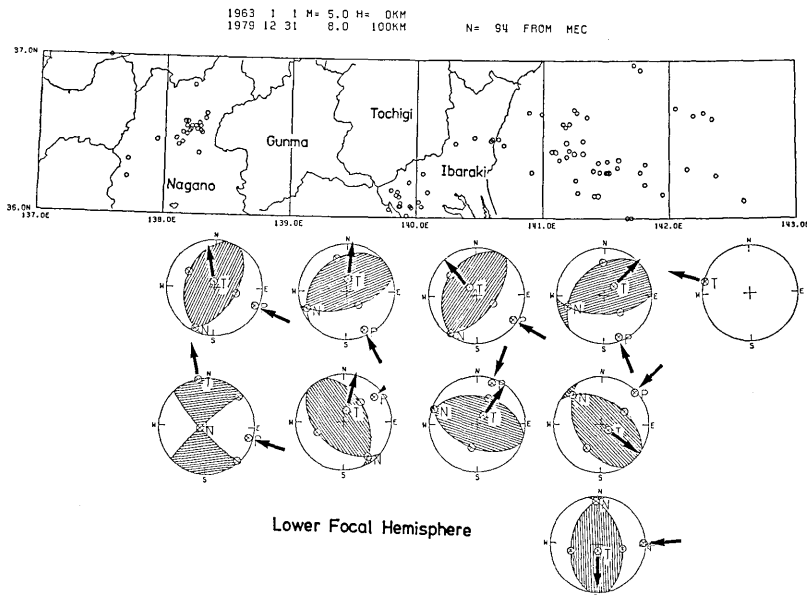 1963 1 1 M= 5.0 H= 0KM
1979 12 31 8.0 100KM N= 94 FROM MEC
37.0N
Tochigi
Gunma
Ibaraki
Nagano
36.0N
137.0E 138.0E 139.0E 140.0E 141.0E 142.0E 143.0E
N N N N N
T T T T T
W E W E W E W E W E
P P P P
N N N N
S S S S S
N N N N
T P P P
T T T
W N E W E W N E W N E
P N
S S S S
Lower Focal Hemisphere
N
N
W T E
S